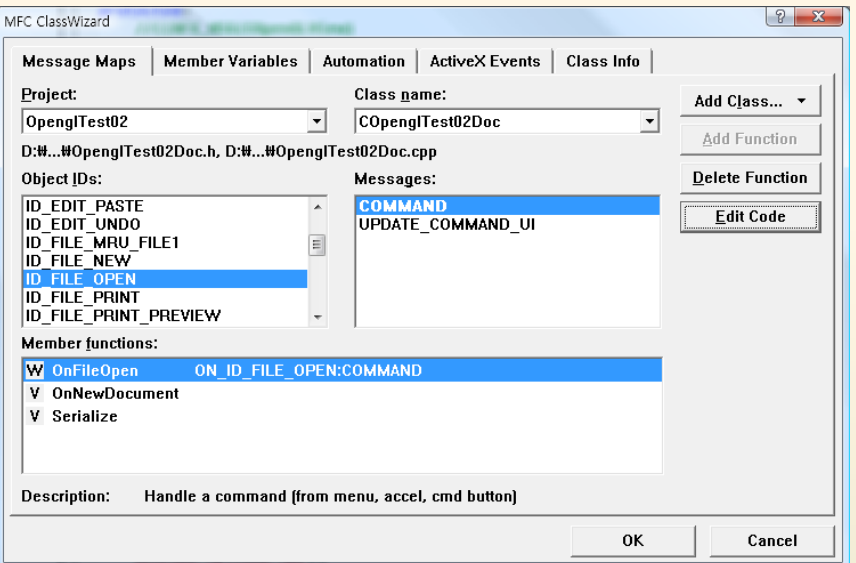 MFC ClassWizard
Message Maps Member Variables Automation ActiveX Events Class Info
Project:
OpenglTest02
Class name:
COpenglTest02Doc
Add Class...
Add Function
Delete Function
Edit Code
D:₩...₩OpenglTest02Doc.h, D:₩...₩OpenglTest02Doc.cpp
Object IDs:
ID_EDIT_PASTE
ID_EDIT_UNDO
ID_FILE_MRU_FILE1
ID_FILE_NEW
ID_FILE_OPEN
ID_FILE_PRINT
ID_FILE_PRINT_PREVIEW
Messages:
COMMAND
UPDATE_COMMAND_UI
Member functions:
W OnFileOpen ON_ID_FILE_OPEN:COMMAND
V OnNewDocument
V Serialize
Description: Handle a command (from menu, accel, cmd button)
OK Cancel